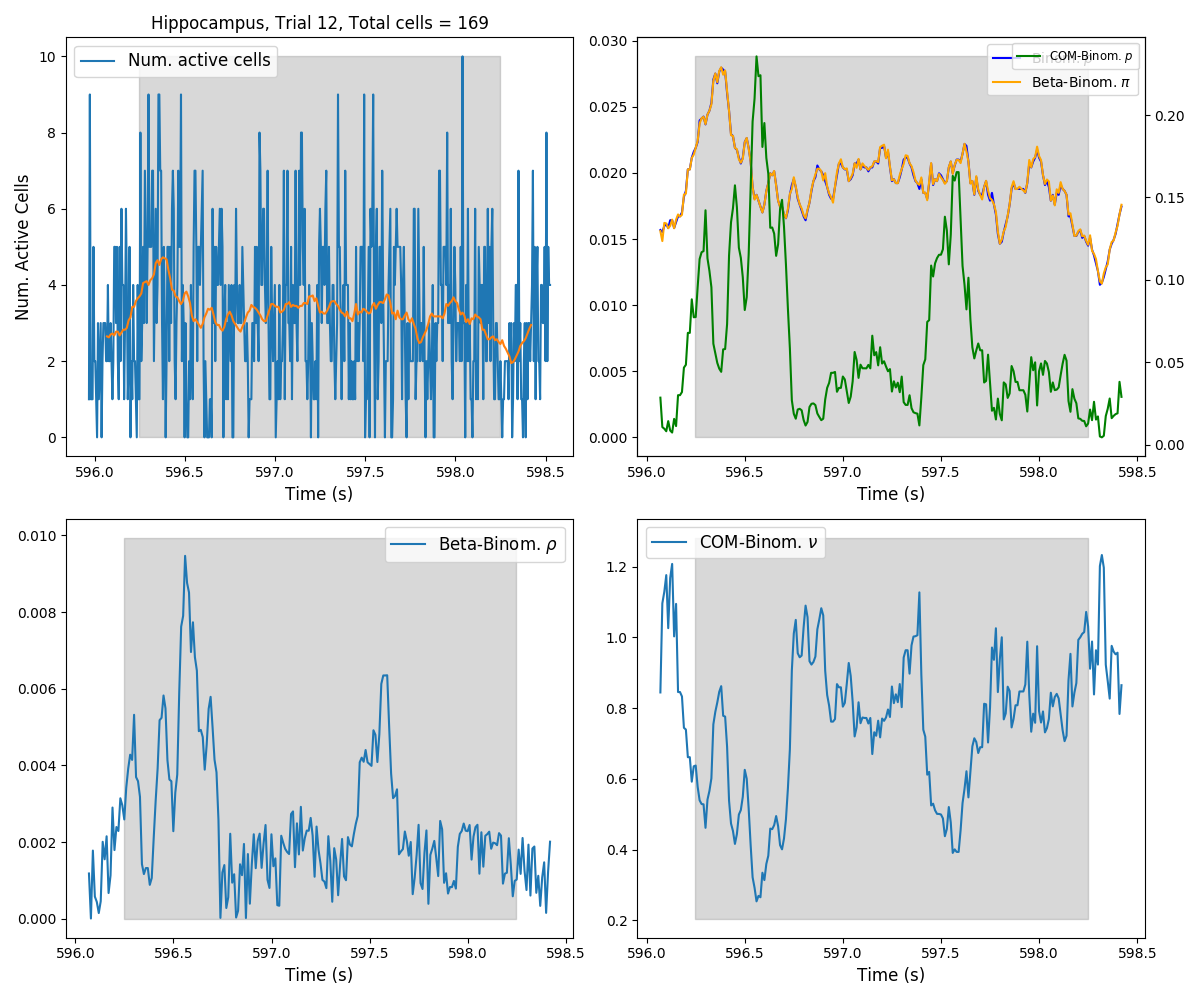 Hippocampus, Trial 12, Total cells = 169
Num. active cells
Num. Active Cells
10
8
6
4
2
0
596.0 596.5 597.0 597.5 598.0 598.5
Time (s)
COM-Binom. p
Binom. p
Beta-Binom. π
0.030
0.025
0.020
0.015
0.010
0.005
0.000
0.20
0.15
0.10
0.05
0.00
596.0 596.5 597.0 597.5 598.0 598.5
Time (s)
Beta-Binom. ρ
0.010
0.008
0.006
0.004
0.002
0.000
596.0 596.5 597.0 597.5 598.0 598.5
Time (s)
COM-Binom. ν
1.2
1.0
0.8
0.6
0.4
0.2
596.0 596.5 597.0 597.5 598.0 598.5
Time (s)